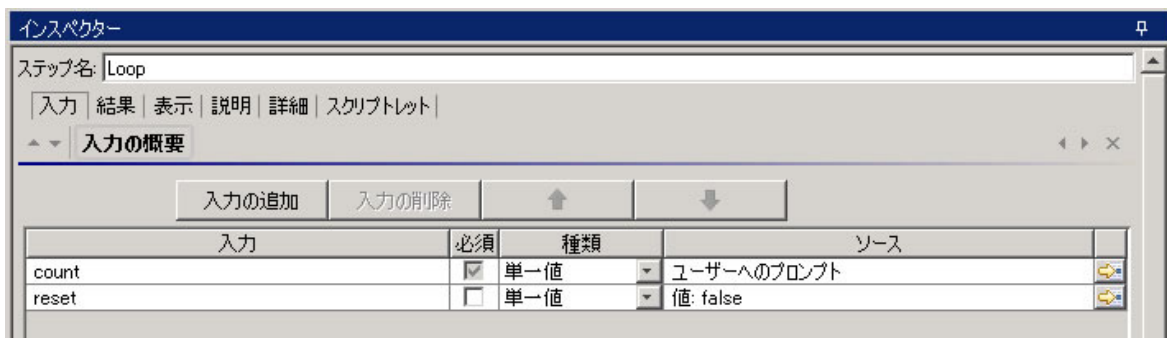 インスペクター
ステップ名: Loop
入力 | 結果 | 表示 | 説明 | 詳細 | スクリプトレット |
入力の概要
入力の追加 入力の削除
入力 必須 種類 ソース
count 単一値 ユーザーへのプロンプト
reset 単一値 値: false